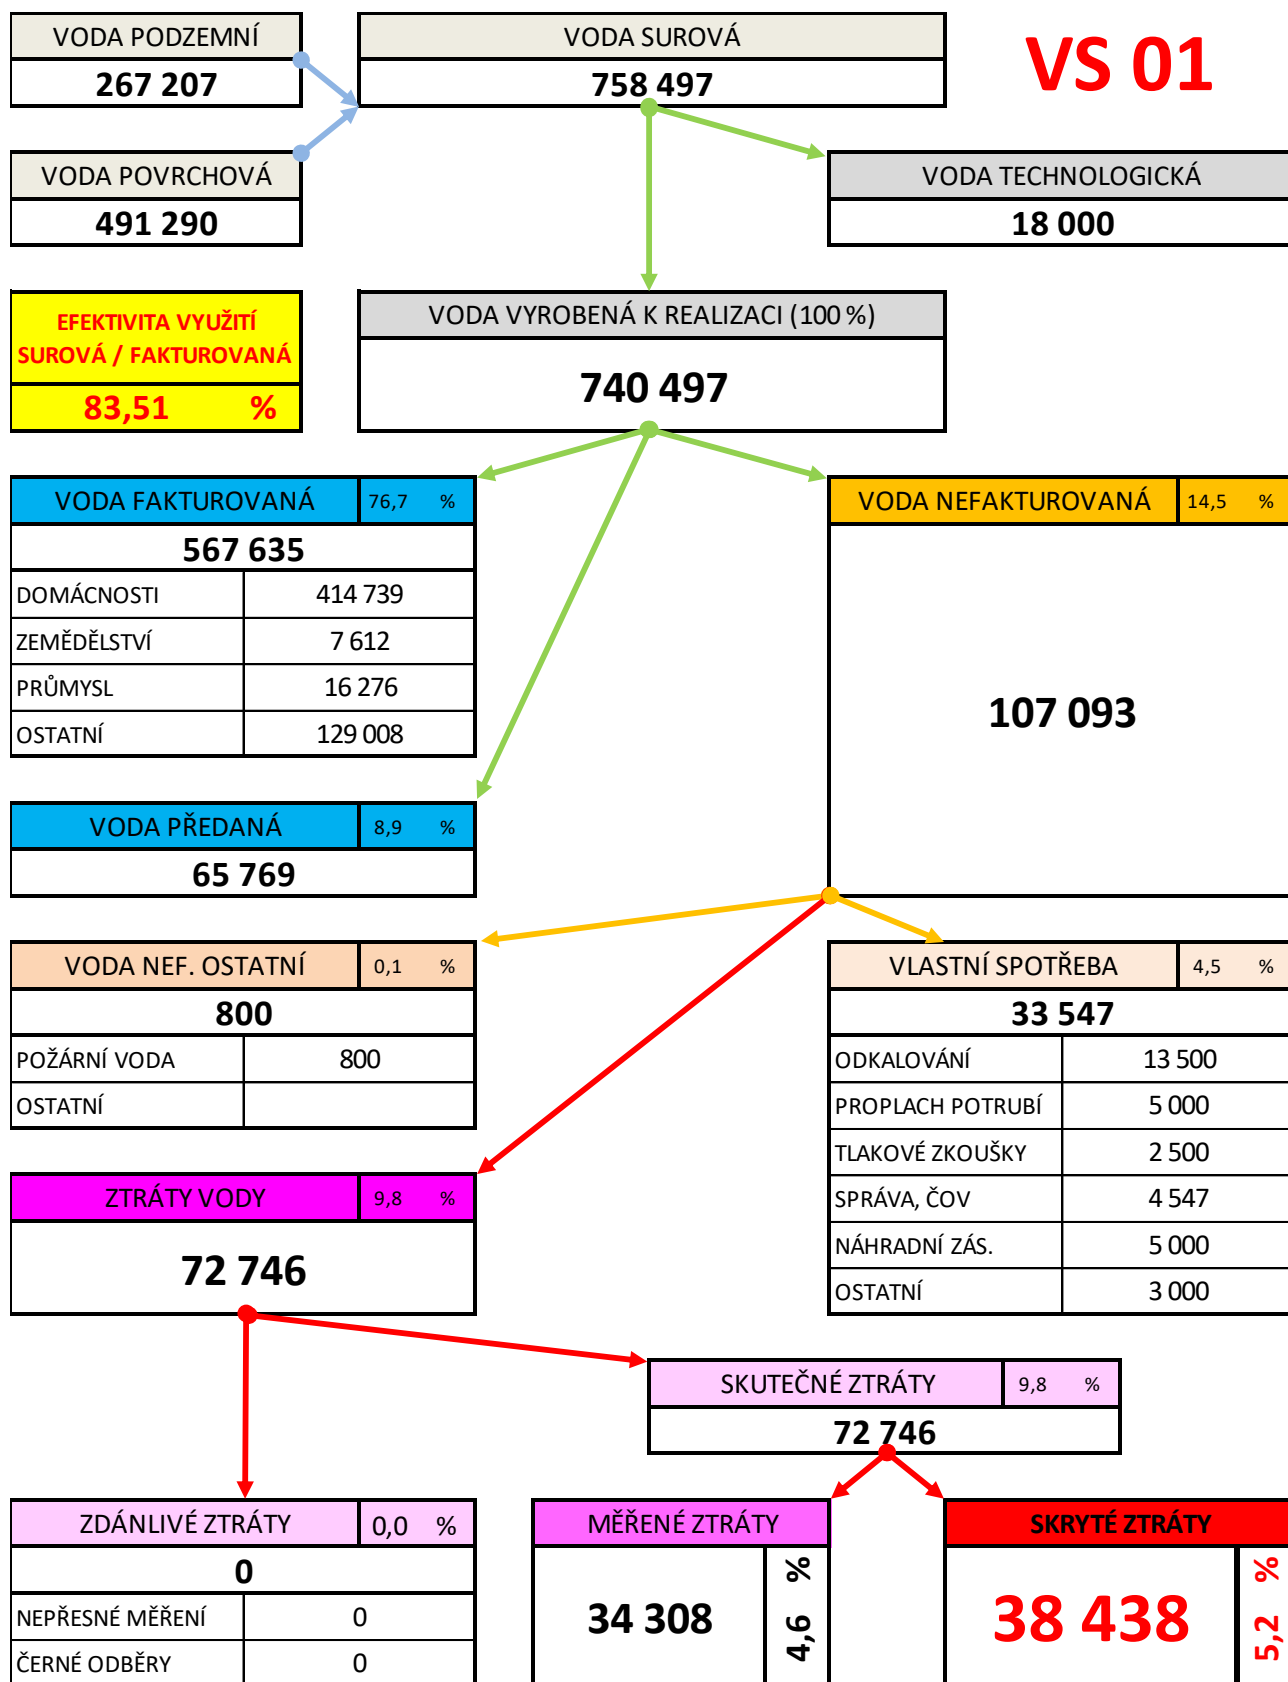 VODA PODZEMNÍ
267 207
VODA SUROVÁ
758 497
VS 01
VODA POVRCHOVÁ
491 290
VODA TECHNOLOGICKÁ
18 000
EFEKTIVITA VYUŽITÍ
SUROVÁ / FAKTUROVANÁ
83,51 %
VODA VYROBENÁ K REALIZACI (100 %)
740 497
VODA FAKTUROVANÁ 76,7 %
567 635
DOMÁCNOSTI 414 739
ZEMĚDĚLSTVÍ 7 612
PRŮMYSL 16 276
OSTATNÍ 129 008
VODA NEFAKTUROVANÁ 14,5 %
107 093
VODA PŘEDANÁ 8,9 %
65 769
VODA NEF. OSTATNÍ 0,1 %
800
POŽÁRNÍ VODA 800
OSTATNÍ
VLASTNÍ SPOTŘEBA 4,5 %
33 547
ODKALOVÁNÍ 13 500
PROPLACH POTRUBÍ 5 000
TLAKOVÉ ZKOUŠKY 2 500
SPRÁVA, ČOV 4 547
NÁHRADNÍ ZÁS. 5 000
OSTATNÍ 3 000
ZTRÁTY VODY 9,8 %
72 746
SKUTEČNÉ ZTRÁTY 9,8 %
72 746
ZDÁNLIVÉ ZTRÁTY 0,0 %
0
NEPŘESNÉ MĚŘENÍ 0
ČERNÉ ODBĚRY 0
MĚŘENÉ ZTRÁTY
34 308
4,6 %
SKRYTÉ ZTRÁTY
38 438
5,2 %